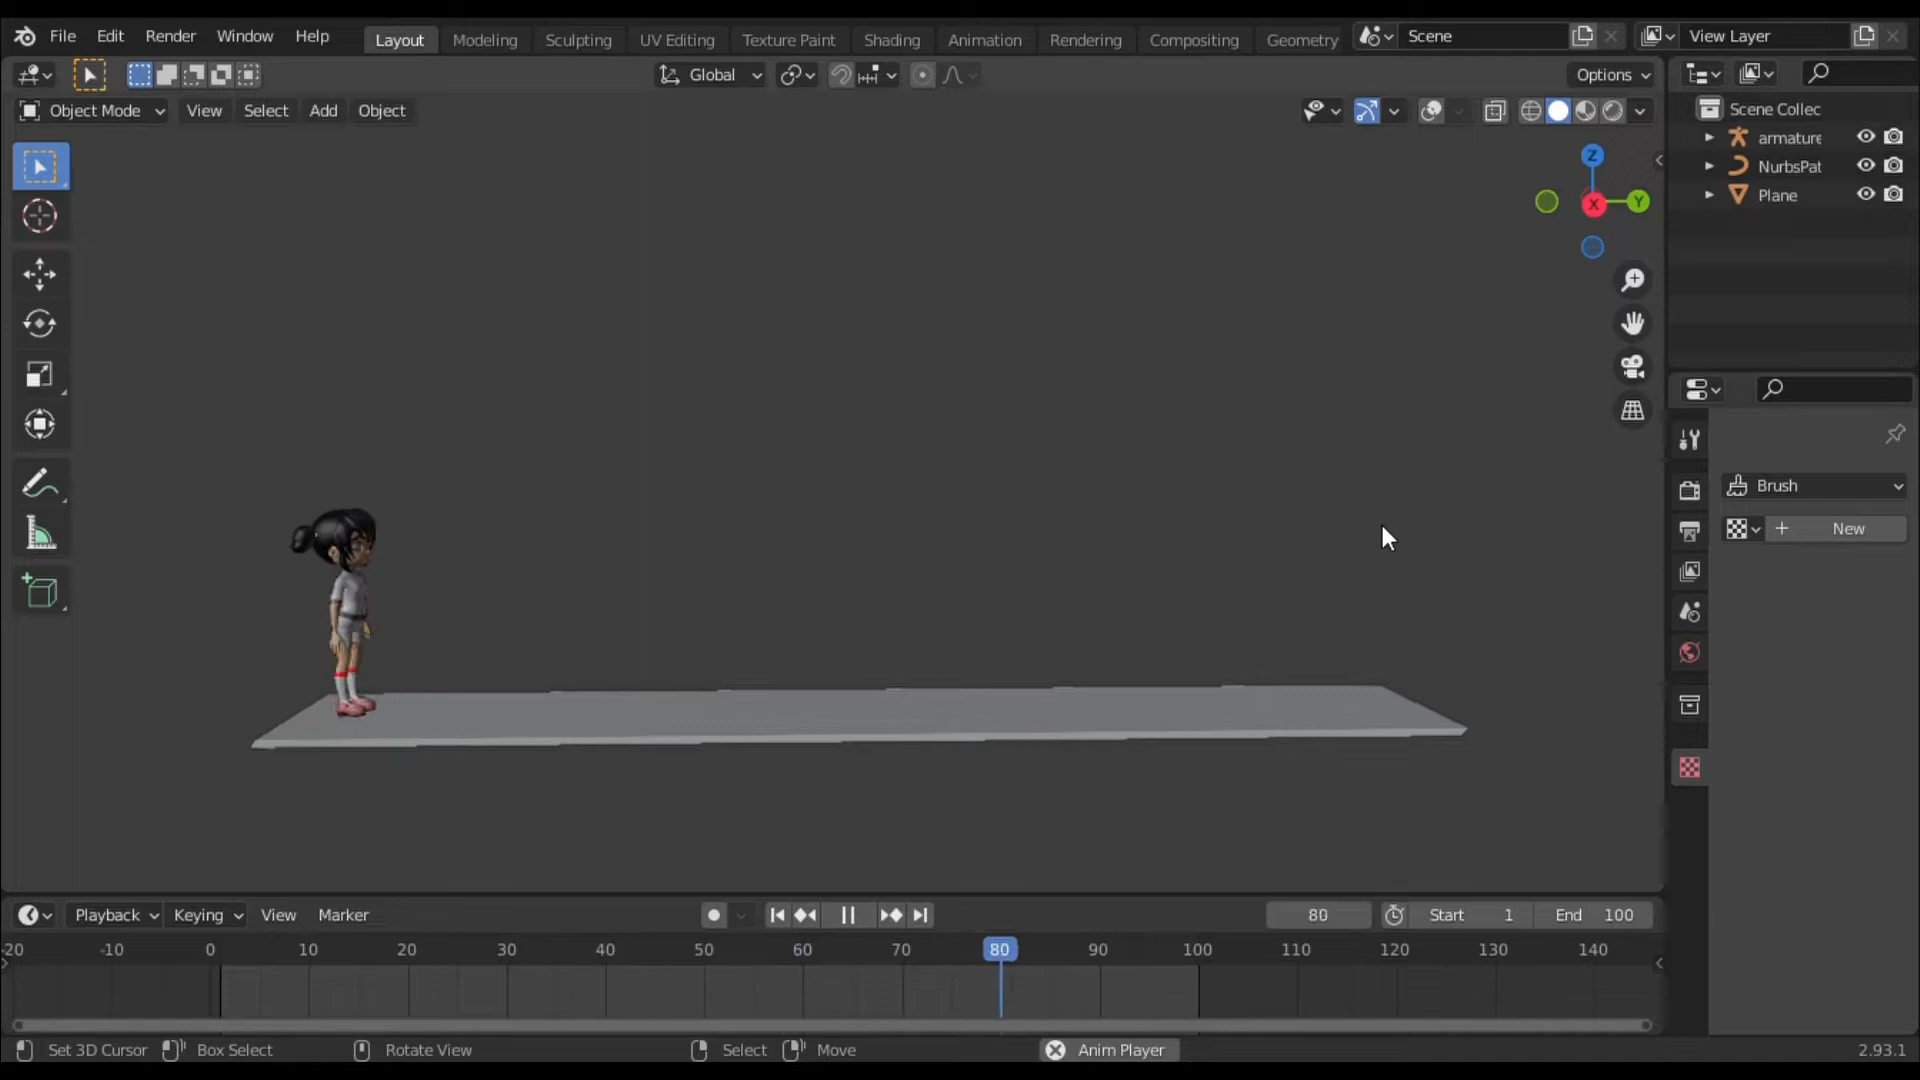 File Edit Render Window Help Layout Modeling Sculpting UV Editing Texture Paint Shading Animation Rendering Compositing Geometry Scene View Layer
Global Options
Object Mode View Select Add Object
Scene Collec
armature
NurbsPat
Plane
Z
X Y
Brush
+ New
Playback Keying View Marker 80 Start 1 End 100
-20 -10 0 10 20 30 40 50 60 70 80 90 100 110 120 130 140
Set 3D Cursor Box Select Rotate View Select Move Anim Player 2.93.1